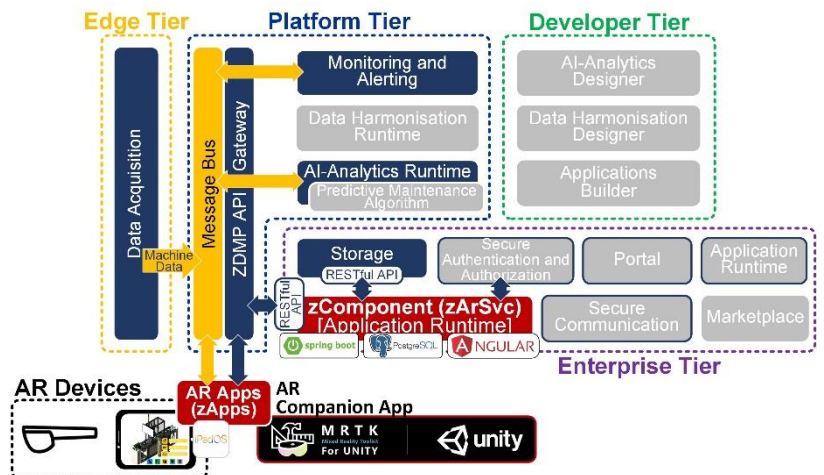 Edge Tier
Platform Tier
Developer Tier
Data Acquisition
Machine
Data
Message Bus
ZDMP API Gateway
Monitoring and
Alerting
Data Harmonisation
Runtime
AI-Analytics Runtime
Predictive Maintenance
Algorithm
AI-Analytics
Designer
Data Harmonisation
Designer
Applications
Builder
Storage
RESTful API
Secure
Authentication and
Authorization
Portal
Application
Runtime
RESTful
API
zComponent (zArSvc)
[Application Runtime]
Secure
Communication
Marketplace
spring boot
PostgreSQL
ANGULAR
Enterprise Tier
AR Devices
AR Apps
(zApps)
iPadOS
AR
Companion App
MRTK
Mixed Reality Toolkit
For UNITY
unity